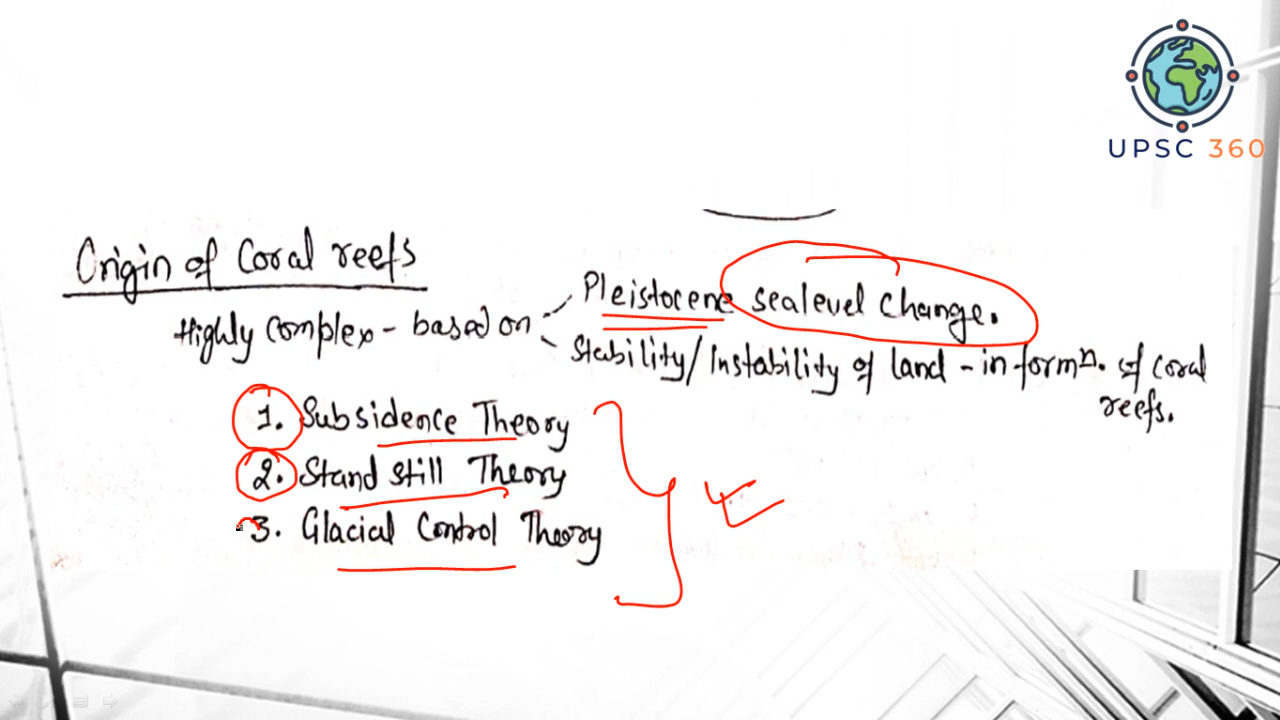 UPSC 360
Origin of Coral reefs
Highly Complex - based on
Pleistocene sealevel Change.
Stability/Instability of land - in formn. of coral
reefs.
1. Subsidence Theory
2. Stand still Theory
3. Glacial Control Theory